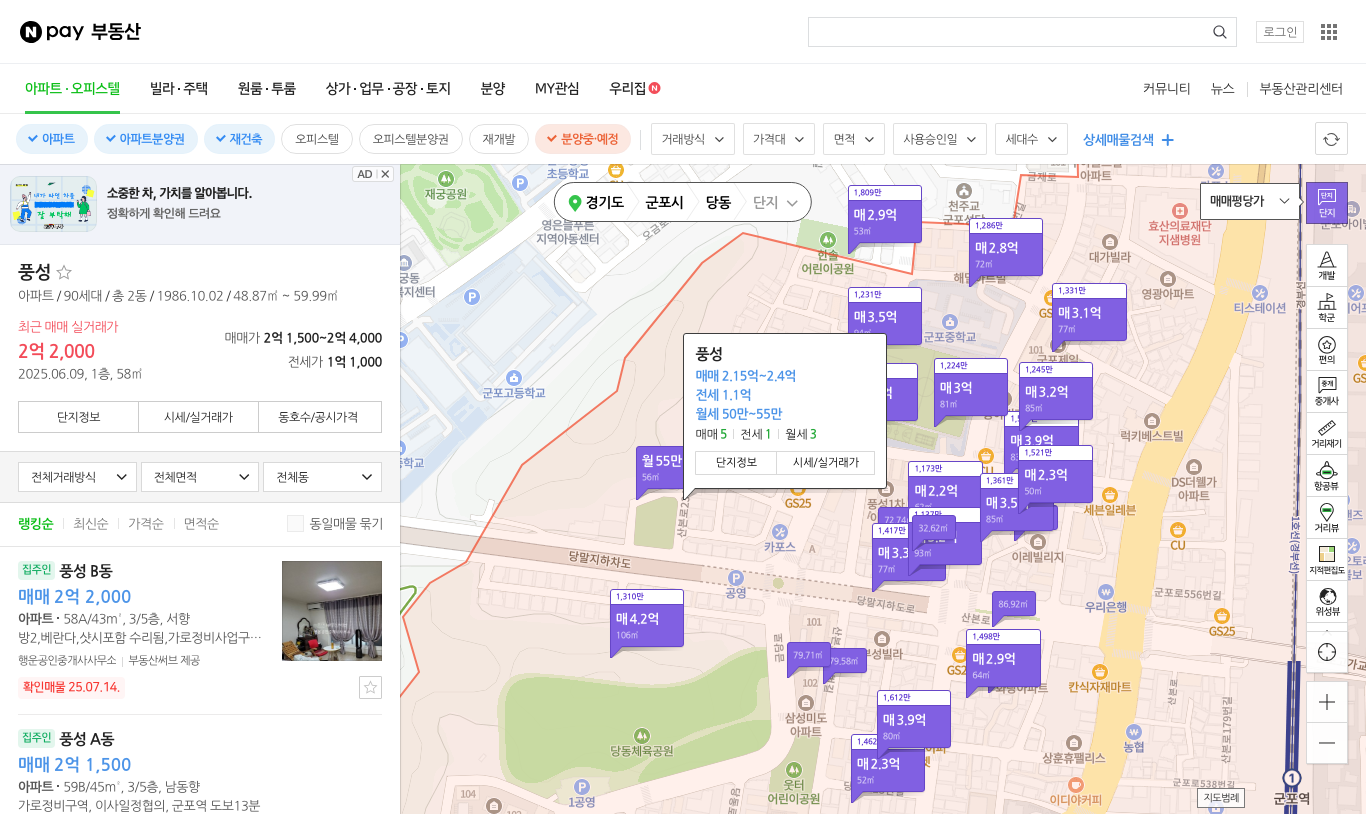 N pay 부동산
로그인
아파트·오피스텔
빌라·주택
원룸·투룸
상가·업무·공장·토지
분양
MY관심
우리집 N
커뮤니티
뉴스
부동산관리센터
아파트
아파트분양권
재건축
오피스텔
오피스텔분양권
재개발
분양중·예정
거래방식
가격대
면적
사용승인일
세대수
상세매물검색
AD
소중한 차, 가치를 알아봅니다.
정확하게 확인해 드려요
풍성
아파트 / 90세대 / 총 2동 / 1986.10.02 / 48.87㎡ ~ 59.99㎡
최근 매매 실거래가
2억 2,000
2025.06.09, 1층, 58㎡
매매가 2억 1,500~2억 4,000
전세가 1억 1,000
단지정보
시세/실거래가
동호수/공시가격
전체거래방식
전체면적
전체동
랭킹순
최신순
가격순
면적순
동일매물 묶기
집주인 풍성 B동
매매 2억 2,000
아파트 · 58A/43㎡, 3/5층, 서향
방2,베란다,샷시포함 수리됨,가로정비사업구…
행운공인중개사사무소 | 부동산써브 제공
확인매물 25.07.14.
집주인 풍성 A동
매매 2억 1,500
아파트 · 59B/45㎡, 3/5층, 남동향
가로정비구역, 이사일정협의, 군포역 도보13분
경기도
군포시
당동
단지
매매평당가
단지
단지
개발
학군
편의
중개
중개사
거리재기
항공뷰
거리뷰
지적편집도
위성뷰
지도범례
풍성
매매 2.15억~2.4억
전세 1.1억
월세 50만~55만
매매 5 | 전세 1 | 월세 3
단지정보
시세/실거래가
1,809만
매2.9억
53㎡
1,286만
매2.8억
72㎡
1,231만
매3.5억
1,331만
매3.1억
77㎡
1,224만
매3억
81㎡
1,245만
매3.2억
85㎡
매3.9억
1,521만
매2.3억
50㎡
1,173만
매2.2억
1,361만
매3.5
85㎡
1,417만
매3.3
77㎡
32.62㎡
93㎡
월55만
56㎡
1,310만
매4.2억
106㎡
86.92㎡
1,498만
매2.9억
64㎡
79.71㎡
79.58㎡
1,612만
매3.9억
80㎡
1,462
매2.3억
52㎡
재궁공원
초등학교
영은늘푸른
지역아동센터
한솔
어린이공원
천주교
효산의료재단
지샘병원
대가빌라
영광아파트
티스테이션
군포중학교
군포고등학교
럭키베스트빌
DS더웰가
아파트
세븐일레븐
CU
이레빌리지
GS25
카포스
공영
당말지하차도
당말지하도로
우리은행
군포로556번길
GS25
칸식자재마트
농협
상훈휴팰리스
이디야커피
군포로538번길
산본로179번길
산본로
101
102
삼성미도
아파트
당동체육공원
웃터
어린이공원
1공영
104
101
군포역
1